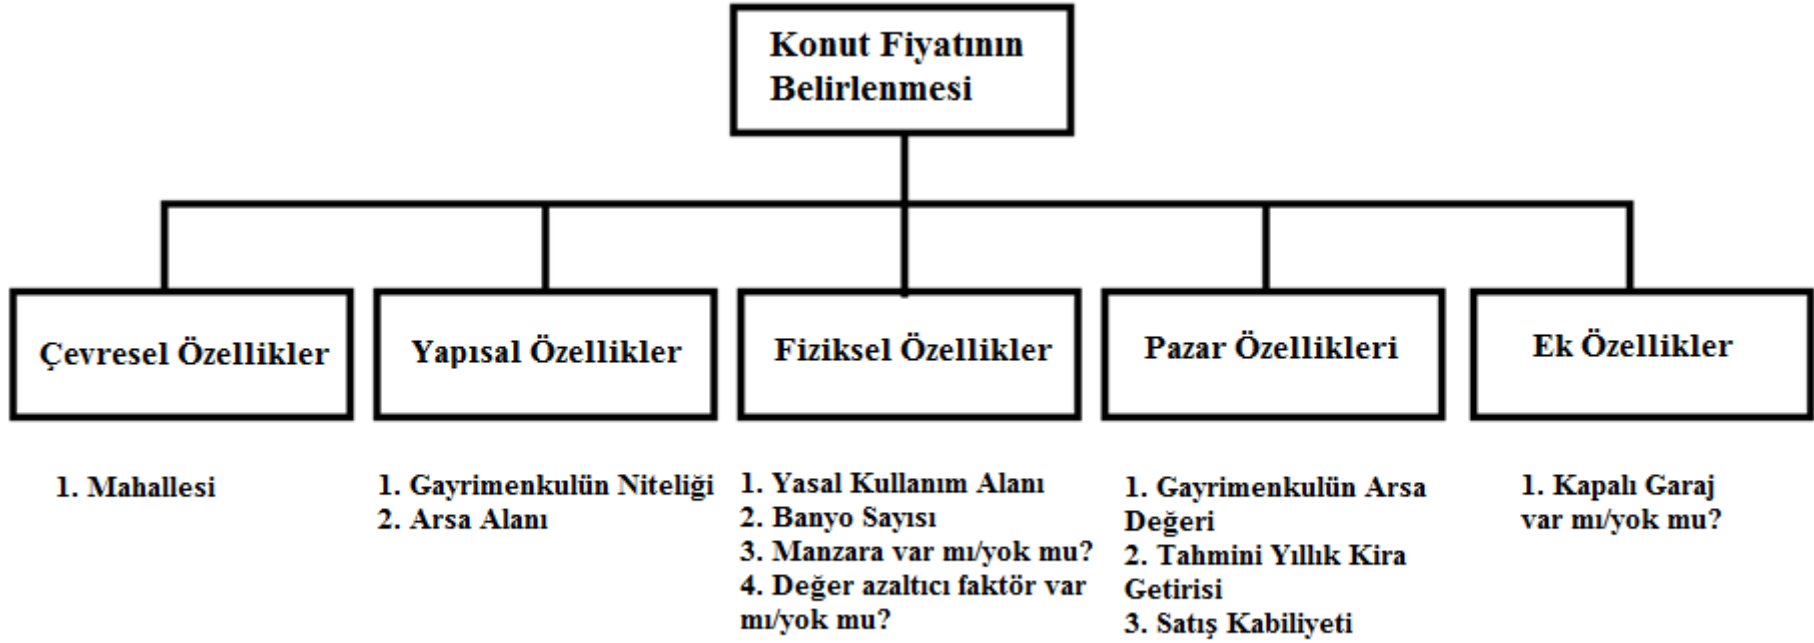 Konut Fiyatının
Belirlenmesi
Çevresel Özellikler
Yapısal Özellikler
Fiziksel Özellikler
Pazar Özellikleri
Ek Özellikler
1. Mahallesi
1. Gayrimenkulün Niteliği
2. Arsa Alanı
1. Yasal Kullanım Alanı
2. Banyo Sayısı
3. Manzara var mı/yok mu?
4. Değer azaltıcı faktör var
mı/yok mu?
1. Gayrimenkulün Arsa
Değeri
2. Tahmini Yıllık Kira
Getirisi
3. Satış Kabiliyeti
1. Kapalı Garaj
var mı/yok mu?